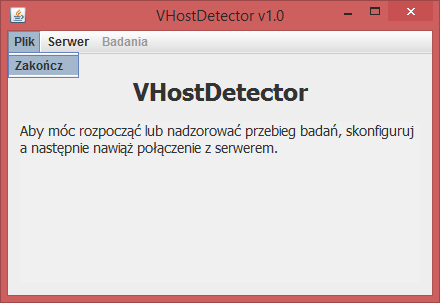 VHostDetector v1.0
Plik Serwer Badania
Zakończ
VHostDetector
Aby móc rozpocząć lub nadzorować przebieg badań, skonfiguruj
a następnie nawiąż połączenie z serwerem.